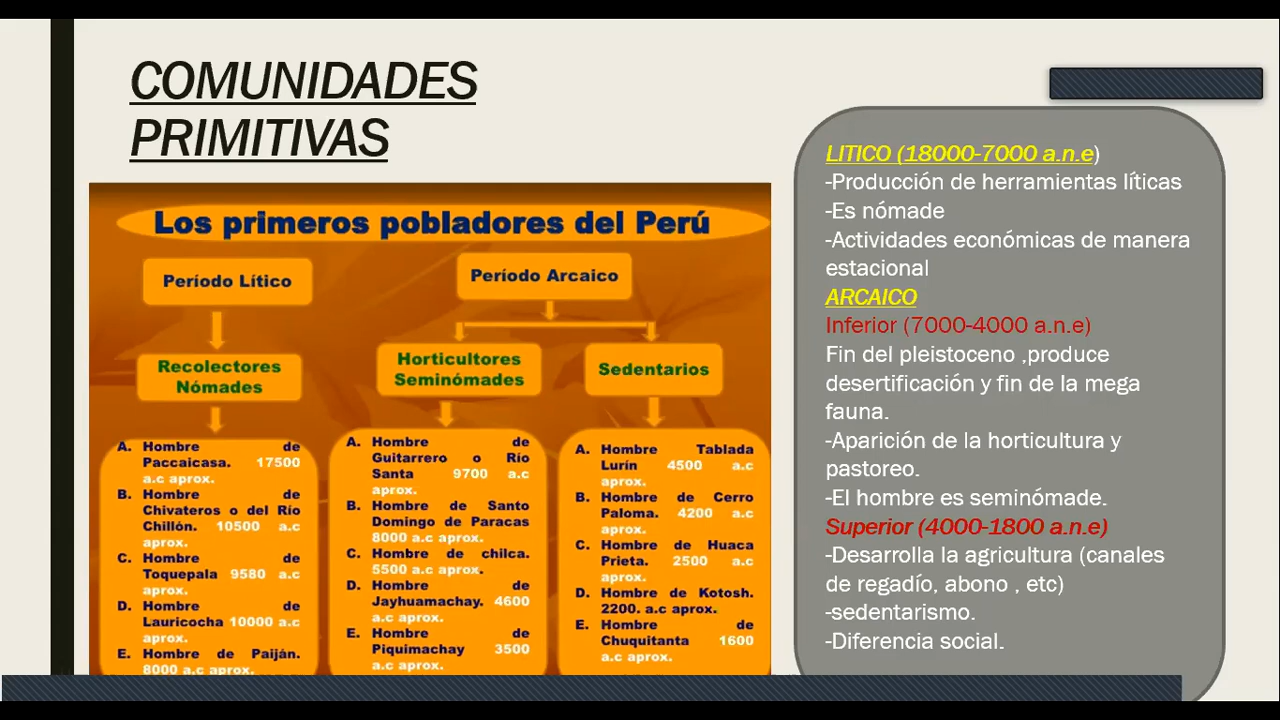 COMUNIDADES
PRIMITIVAS
Los primeros pobladores del Perú
Período Lítico
Recolectores
Nómades
A. Hombre de
Paccaicasa. 17500
a.c aprox.
B. Hombre de
Chivateros o del Río
Chillón. 10500 a.c
aprox.
C. Hombre de
Toquepala 9580 a.c
aprox.
D. Hombre de
Lauricocha 10000 a.c
aprox.
E. Hombre de Paiján.
8000 a.c aprox.
Período Arcaico
Horticultores
Seminómades
A. Hombre de
Guitarrero o Río
Santa 9700 a.c
aprox.
B. Hombre de Santo
Domingo de Paracas
8000 a.c aprox.
C. Hombre de chilca.
5500 a.c aprox.
D. Hombre de
Jayhuamachay. 4600
a.c aprox.
E. Hombre de
Piquimachay 3500
a.c aprox.
Sedentarios
A. Hombre Tablada
Lurín 4500 a.c
aprox.
B. Hombre de Cerro
Paloma. 4200 a.c
aprox.
C. Hombre de Huaca
Prieta. 2500 a.c
aprox.
D. Hombre de Kotosh.
2200. a.c aprox.
E. Hombre de
Chuquitanta 1600
a.c aprox.
LITICO (18000-7000 a.n.e)
-Producción de herramientas líticas
-Es nómade
-Actividades económicas de manera
estacional
ARCAICO
Inferior (7000-4000 a.n.e)
Fin del pleistoceno ,produce
desertificación y fin de la mega
fauna.
-Aparición de la horticultura y
pastoreo.
-El hombre es seminómade.
Superior (4000-1800 a.n.e)
-Desarrolla la agricultura (canales
de regadío, abono , etc)
-sedentarismo.
-Diferencia social.